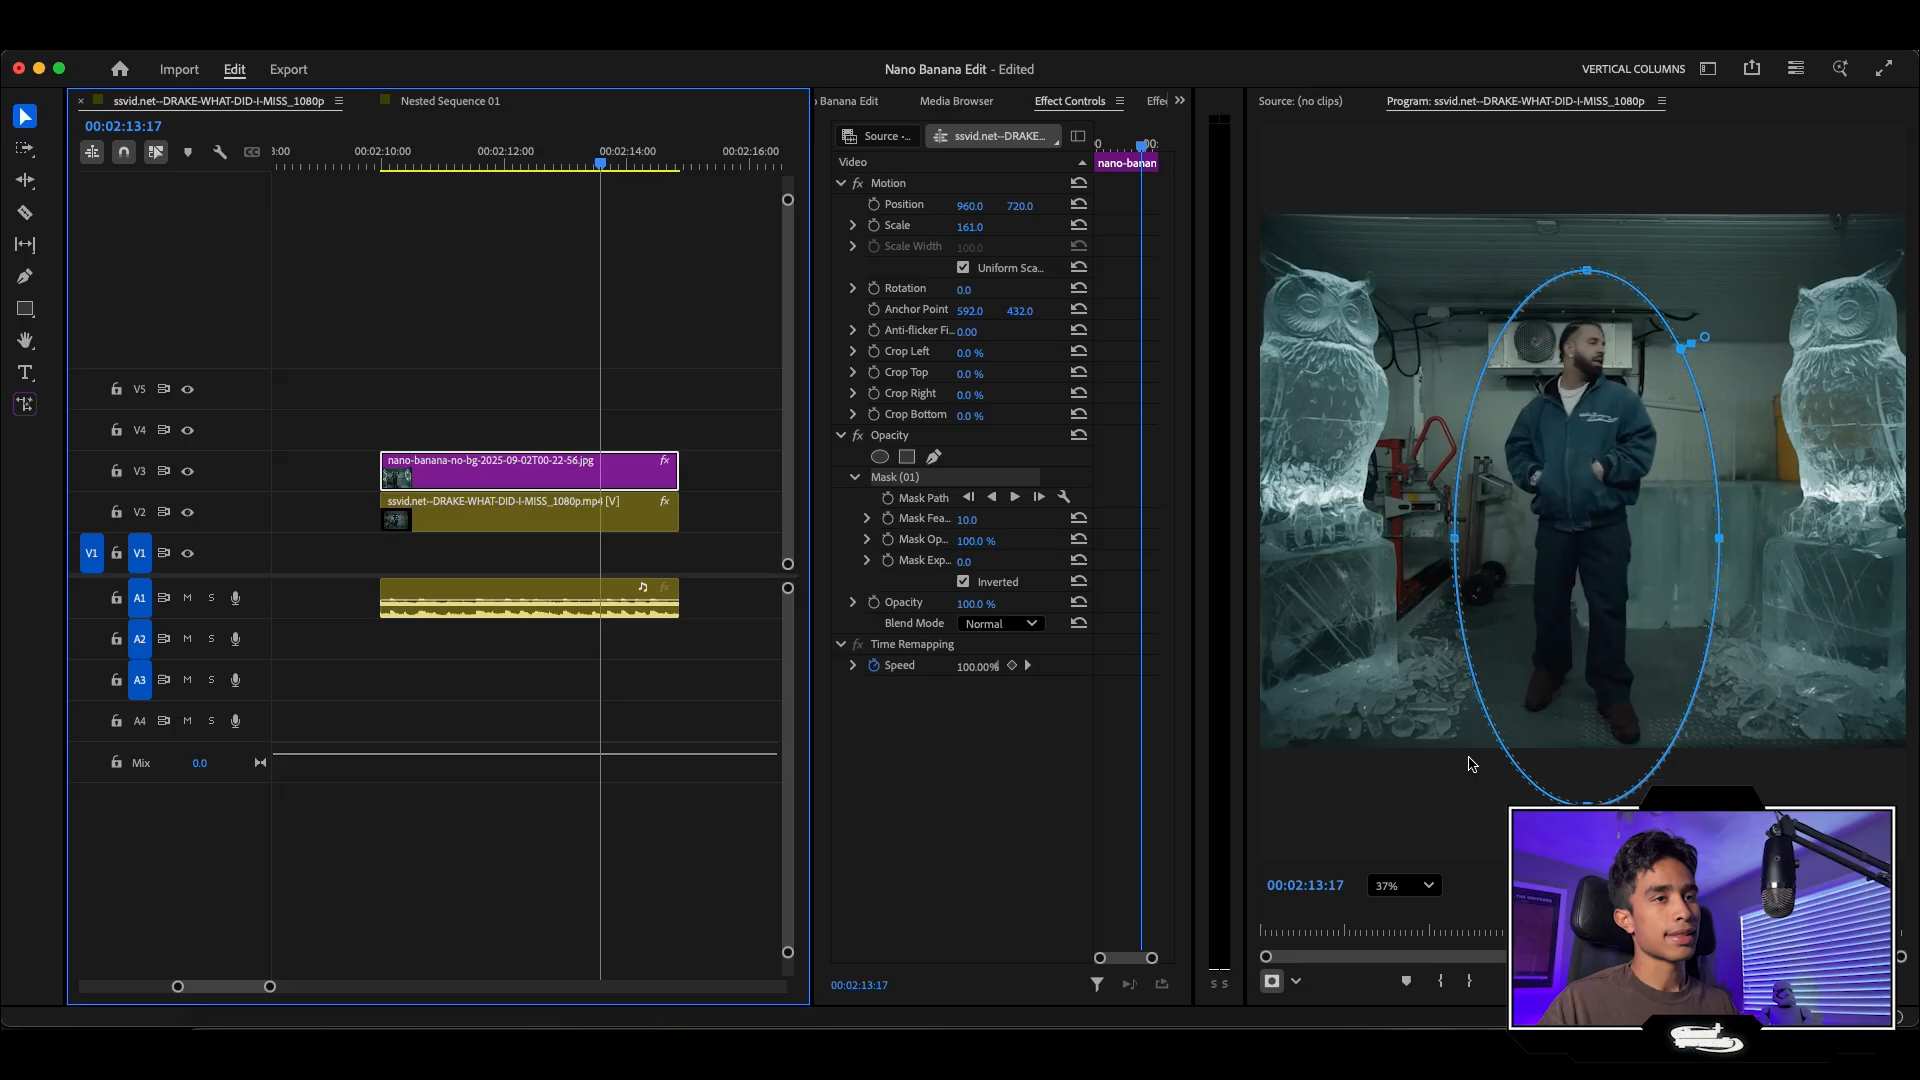 Import Edit Export
Nano Banana Edit - Edited
VERTICAL COLUMNS
ssvid.net--DRAKE-WHAT-DID-I-MISS_1080p
Nested Sequence 01
00:02:13:17
3:00 00:02:10:00 00:02:12:00 00:02:14:00 00:02:16:00
CC
V5
V4
nano-banana-no-bg-2025-09-02T00-22-56.jpg fx
V3
ssvid.net--DRAKE-WHAT-DID-I-MISS_1080p.mp4 [V] fx
V2
V1 V1
fx
A1 M S
A2 M S
A3 M S
A4 M S
Mix 0.0
Banana Edit Media Browser Effect Controls Effe
Source · ssvid.net--DRAKE...
Video
nano-banan
fx Motion
Position 960.0 720.0
Scale 161.0
Scale Width 100.0
Uniform Sca...
Rotation 0.0
Anchor Point 592.0 432.0
Anti-flicker Fi... 0.00
Crop Left 0.0 %
Crop Top 0.0 %
Crop Right 0.0 %
Crop Bottom 0.0 %
fx Opacity
Mask (01)
Mask Path
Mask Fea... 10.0
Mask Op... 100.0 %
Mask Exp... 0.0
Inverted
Opacity 100.0 %
Blend Mode Normal
fx Time Remapping
Speed 100.00%
00:02:13:17
S S
Source: (no clips) Program: ssvid.net--DRAKE-WHAT-DID-I-MISS_1080p
00:02:13:17 37%